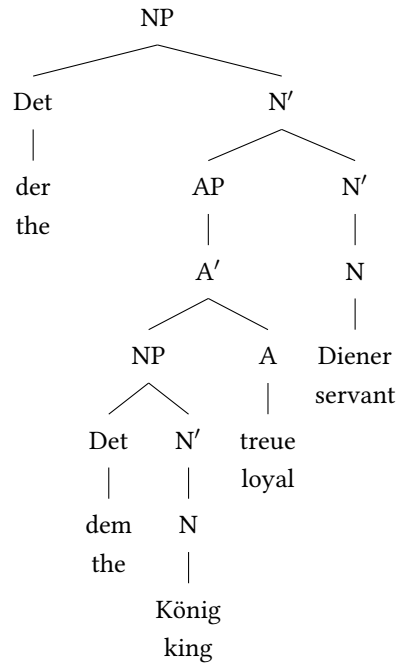 NP
Det N′
der AP N′
the
A′ N
NP A Diener
servant
Det N′ treue
loyal
dem N
the
König
king